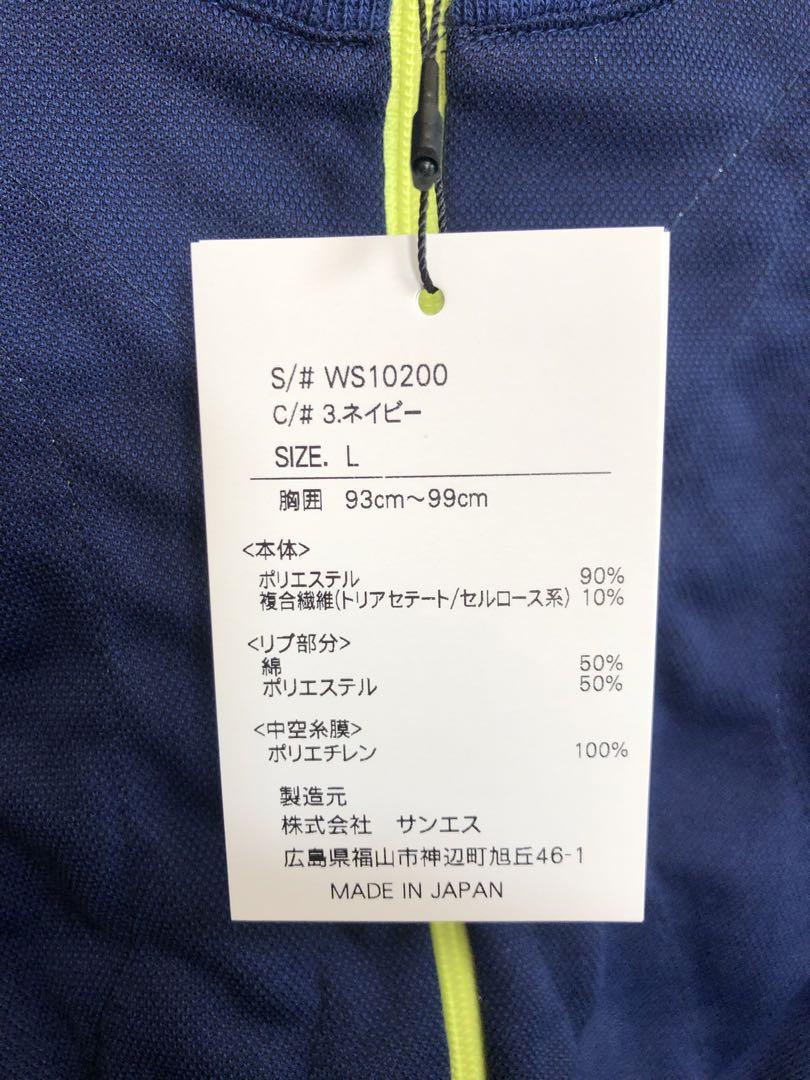 S/# WS10200
C/# 3.ネイビー
SIZE. L
胸囲 93cm～99cm
<本体>
ポリエステル 90%
複合繊維(トリアセテート/セルロース系) 10%
<リブ部分>
綿 50%
ポリエステル 50%
<中空糸膜>
ポリエチレン 100%
製造元
株式会社 サンエス
広島県福山市神辺町旭丘46-1
MADE IN JAPAN